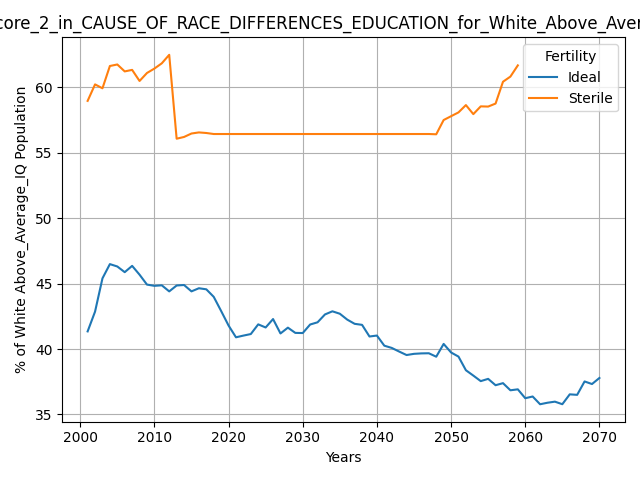 core_2_in_CAUSE_OF_RACE_DIFFERENCES_EDUCATION_for_White_Above_Aver
Fertility
Ideal
Sterile
% of White Above_Average_IQ Population
60
55
50
45
40
35
2000 2010 2020 2030 2040 2050 2060 2070
Years